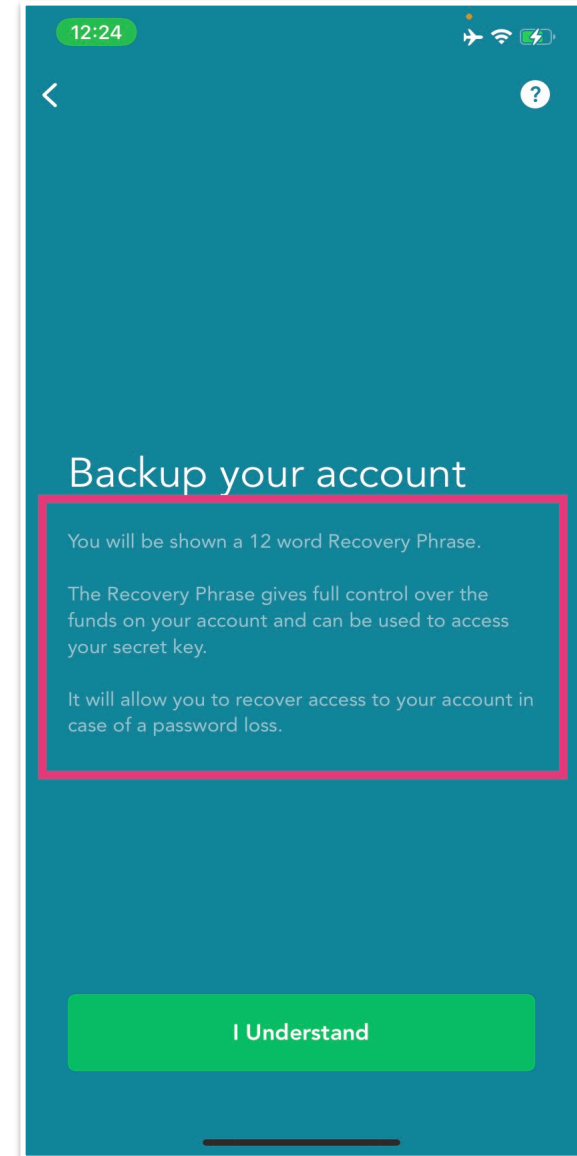 12:24
?
Backup your account
You will be shown a 12 word Recovery Phrase.
The Recovery Phrase gives full control over the
funds on your account and can be used to access
your secret key.
It will allow you to recover access to your account in
case of a password loss.
I Understand